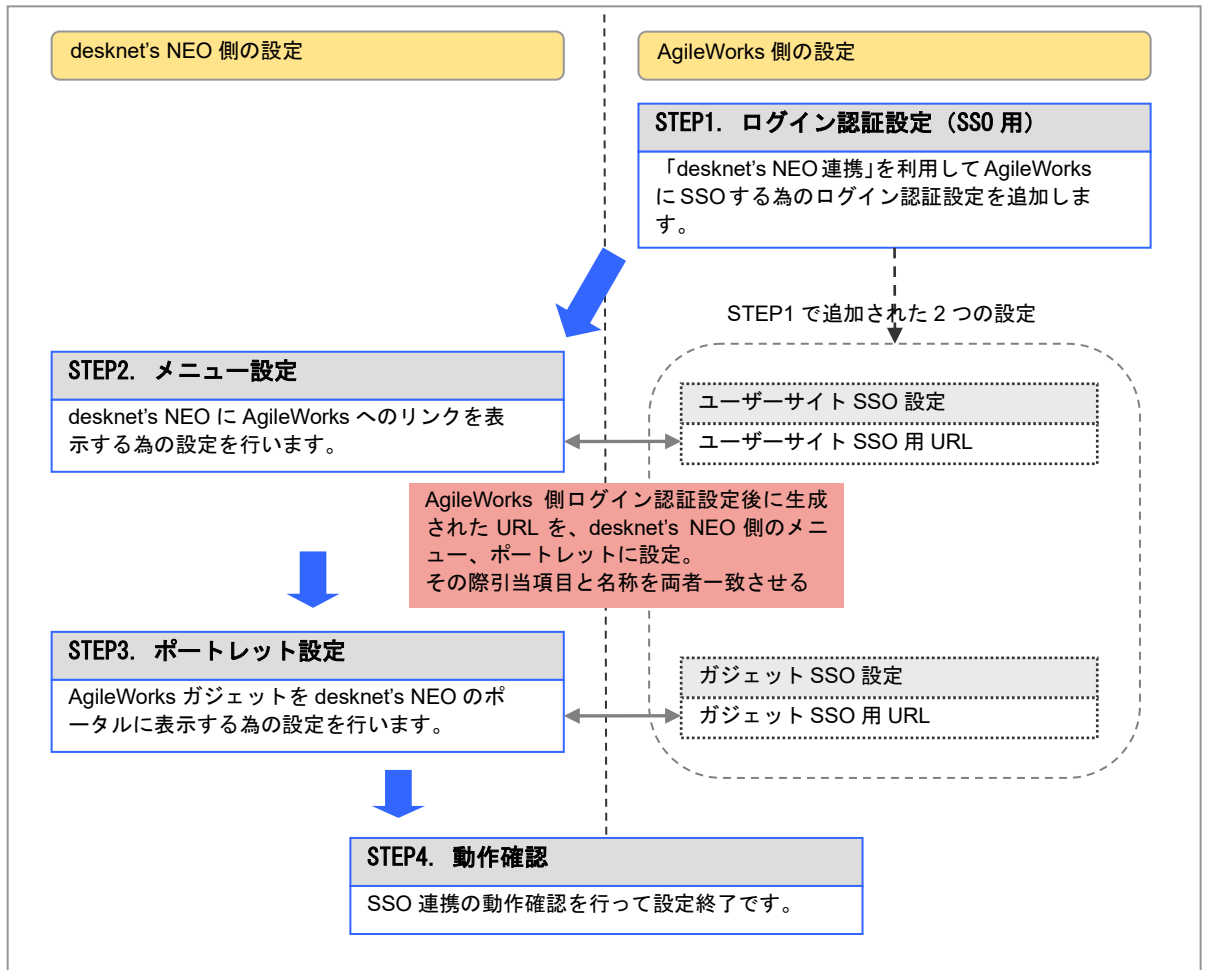 desknet's NEO 側の設定
AgileWorks 側の設定
STEP1. ログイン認証設定（SSO 用）
「desknet's NEO 連携」を利用して AgileWorks
に SSO する為のログイン認証設定を追加しま
す。
STEP1 で追加された 2 つの設定
STEP2. メニュー設定
desknet's NEO に AgileWorks へのリンクを表
示する為の設定を行います。
ユーザーサイト SSO 設定
ユーザーサイト SSO 用 URL
AgileWorks 側ログイン認証設定後に生成
された URL を、desknet's NEO 側のメニ
ュー、ポートレットに設定。
その際引当項目と名称を両者一致させる
STEP3. ポートレット設定
AgileWorks ガジェットを desknet's NEO のポ
ータルに表示する為の設定を行います。
ガジェット SSO 設定
ガジェット SSO 用 URL
STEP4. 動作確認
SSO 連携の動作確認を行って設定終了です。